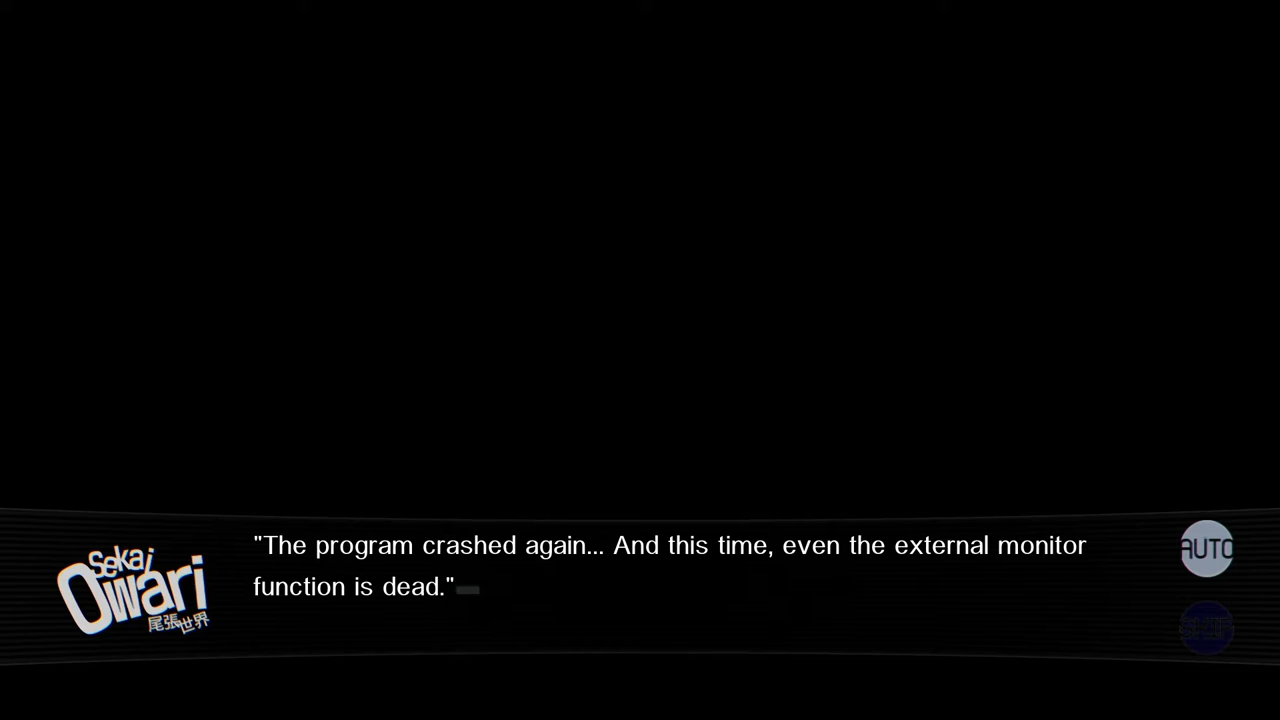 "The program crashed again... And this time, even the external monitor
function is dead."
Sekai
Owari
尾張世界
AUTO
SKIP